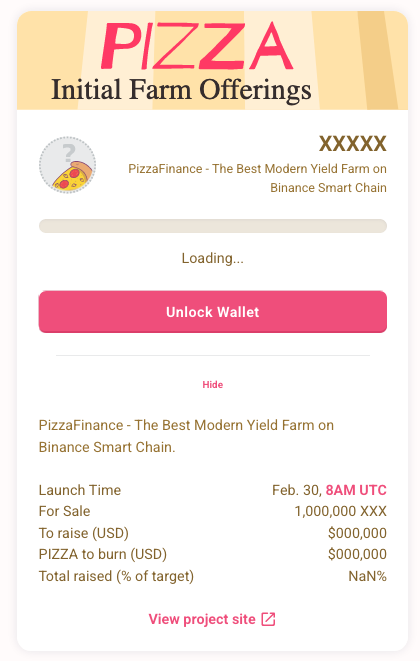 PIZZA
Initial Farm Offerings
?
XXXXX
PizzaFinance - The Best Modern Yield Farm on
Binance Smart Chain
Loading...
Unlock Wallet
Hide
PizzaFinance - The Best Modern Yield Farm on
Binance Smart Chain.
Launch Time Feb. 30, 8AM UTC
For Sale 1,000,000 XXX
To raise (USD) $000,000
PIZZA to burn (USD) $000,000
Total raised (% of target) NaN%
View project site